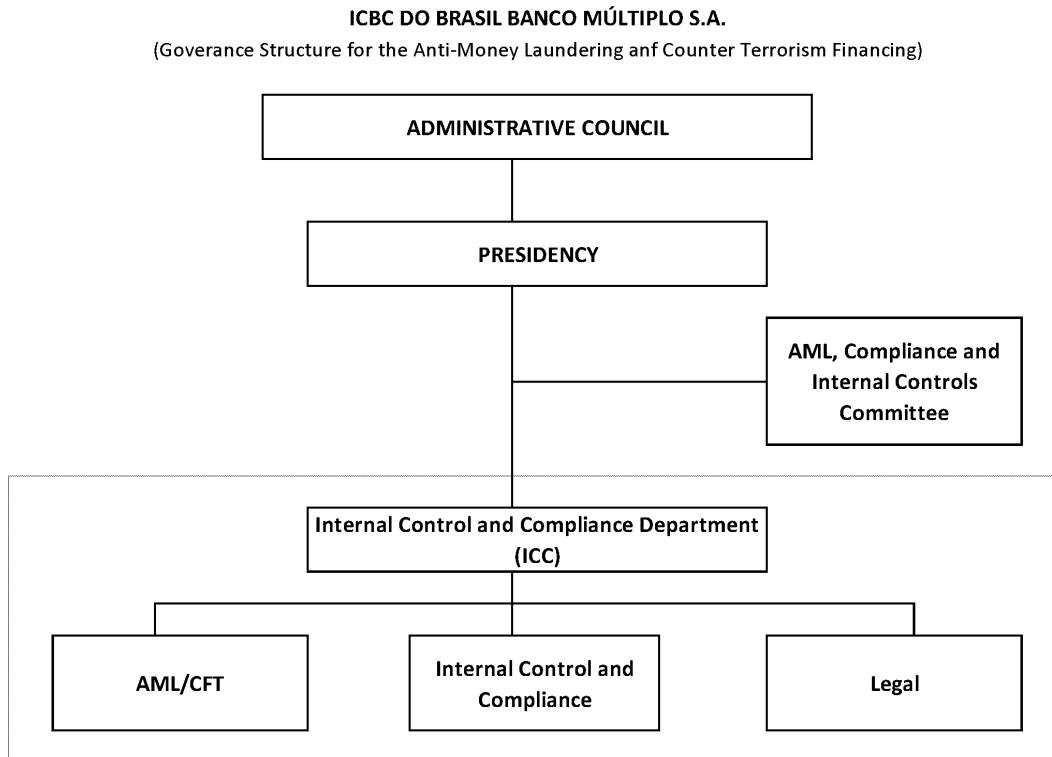 ICBC DO BRASIL BANCO MÚLTIPLO S.A.
(Goverance Structure for the Anti-Money Laundering anf Counter Terrorism Financing)
ADMINISTRATIVE COUNCIL
PRESIDENCY
AML, Compliance and
Internal Controls
Committee
Internal Control and Compliance Department
(ICC)
AML/CFT
Internal Control and
Compliance
Legal